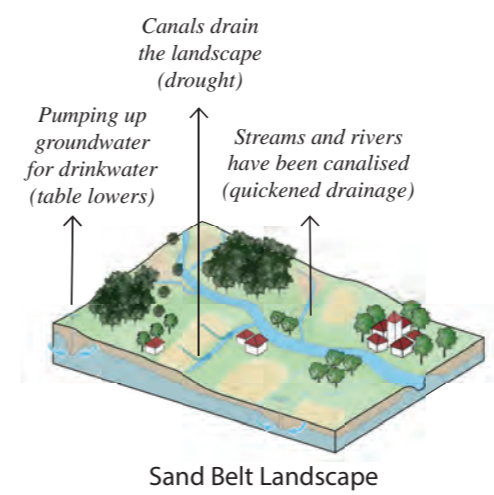 Canals drain
the landscape
(drought)
Pumping up
groundwater
for drinkwater
(table lowers)
Streams and rivers
have been canalised
(quickened drainage)
Sand Belt Landscape